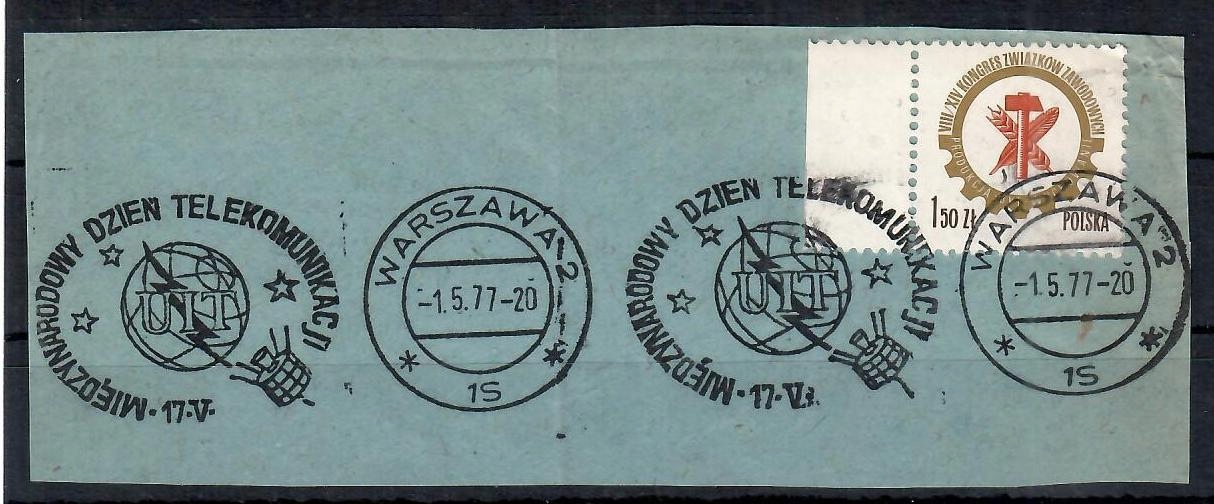 VIII/XIV KONGRES ZWIĄZKÓW ZAWODOWYCH
PRODUKCJA
1 50 ZŁ POLSKA
MIĘDZYNARODOWY DZIEŃ TELEKOMUNIKACJI
UIT
·17·V·
WARSZAWA 2
-1.5.77-20
* 1S *
MIĘDZYNARODOWY DZIEŃ TELEKOMUNIKACJI
UIT
·17·V
WARSZAWA 2
-1.5.77-20
* 1S *